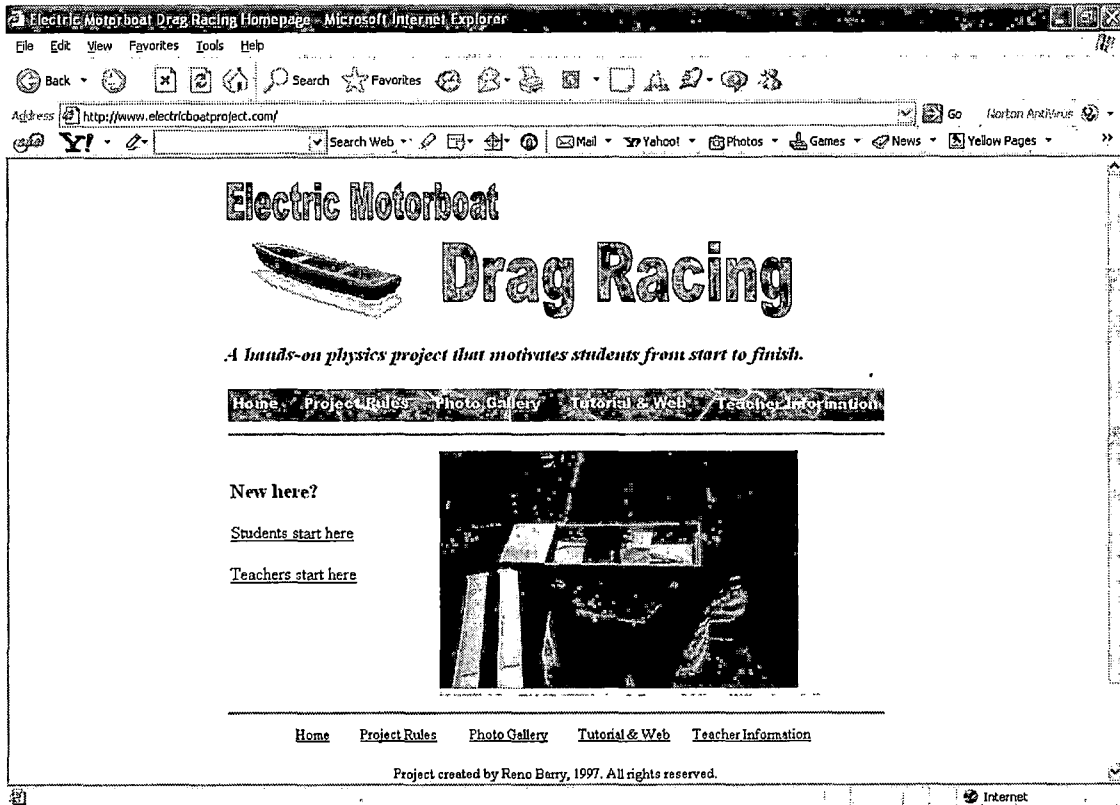 Electric Motorboat Drag Racing Homepage - Microsoft Internet Explorer
File Edit View Favorites Tools Help
Back Search Favorites
Address http://www.electricboatproject.com/ Go Norton AntiVirus
Y! Search Web Mail Yahoo! Photos Games News Yellow Pages
Electric Motorboat
Drag Racing
A hands-on physics project that motivates students from start to finish.
Home Project Rules Photo Gallery Tutorial & Web Teacher Information
New here?
Students start here
Teachers start here
Home Project Rules Photo Gallery Tutorial & Web Teacher Information
Project created by Reno Barry, 1997. All rights reserved.
Internet